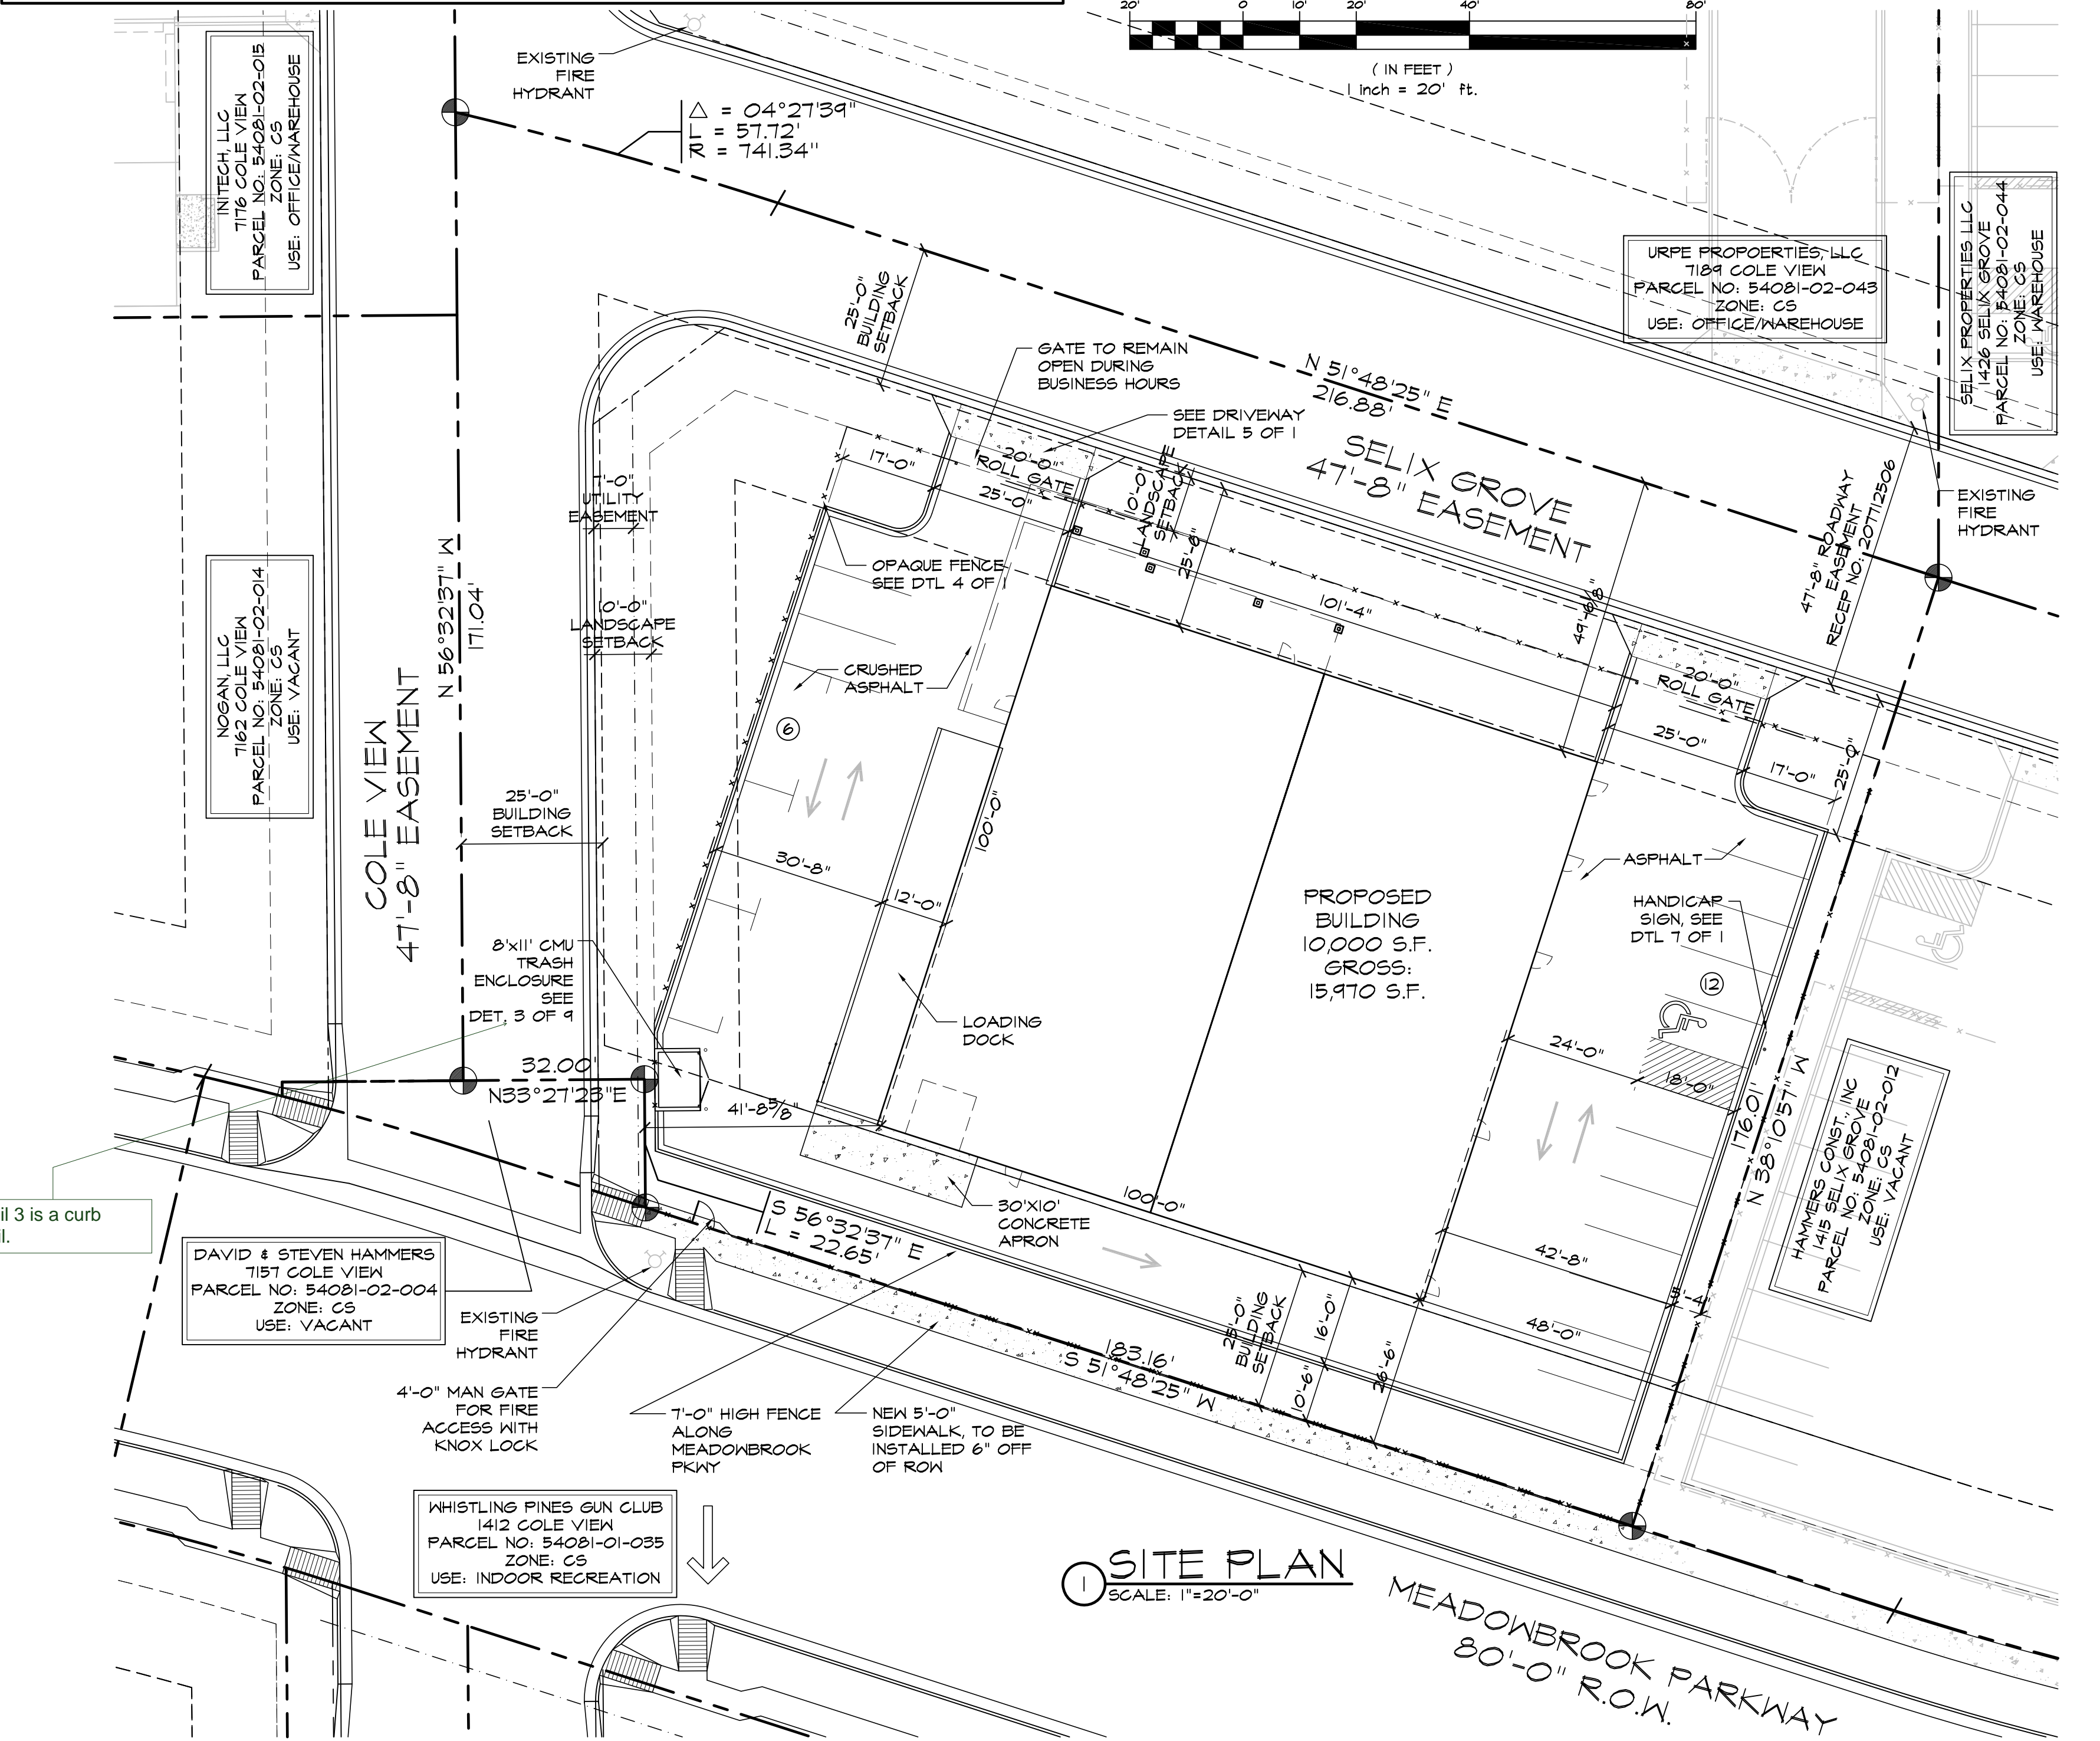 20' 0 10' 20' 40' 80'
( IN FEET )
1 inch = 20' ft.
EXISTING
FIRE
HYDRANT
△ = 04°27'39"
L = 57.72'
R = 741.34"
INITECH, LLC
7176 COLE VIEW
PARCEL NO: 54081-02-015
ZONE: CS
USE: OFFICE/WAREHOUSE
URPE PROPOERTIES, LLC
7189 COLE VIEW
PARCEL NO: 54081-02-043
ZONE: CS
USE: OFFICE/WAREHOUSE
SELIX PROPERTIES LLC
1426 SELIX GROVE
PARCEL NO: 54081-02-044
ZONE: CS
USE: WAREHOUSE
25'-0"
BUILDING
SETBACK
GATE TO REMAIN
OPEN DURING
BUSINESS HOURS
SEE DRIVEWAY
DETAIL 5 OF 1
N 51°48'25" E
216.88'
SELIX GROVE
47'-8" EASEMENT
17'-0"
20'-0"
ROLL GATE
25'-0"
10'-0"
LANDSCAPE
SETBACK
25'-6"
7'-0"
UTILITY
EASEMENT
47'-8" ROADWAY
EASEMENT
RECEP NO: 207712506
EXISTING
FIRE
HYDRANT
OPAQUE FENCE
SEE DTL 4 OF 1
10'-0"
LANDSCAPE
SETBACK
101'-4"
49'-6/8"
NOGAN, LLC
7162 COLE VIEW
PARCEL NO: 54081-02-014
ZONE: CS
USE: VACANT
N 56°32'37" W
171.04'
COLE VIEW
47'-8" EASEMENT
CRUSHED
ASPHALT
6
20'-0"
ROLL GATE
25'-0"
17'-0"
25'-0"
25'-0"
BUILDING
SETBACK
100'-0"
30'-8"
12'-0"
ASPHALT
PROPOSED
BUILDING
10,000 S.F.
GROSS:
15,970 S.F.
HANDICAP
SIGN, SEE
DTL 7 OF 1
12
8'x11' CMU
TRASH
ENCLOSURE
SEE
DET. 3 OF 9
LOADING
DOCK
24'-0"
18'-0"
32.00'
N33°27'23"E
41'-8 5/8"
176.01'
N 38°10'57" W
HAMMERS CONST., INC
1415 SELIX GROVE
PARCEL NO: 54081-02-012
ZONE: CS
USE: VACANT
il 3 is a curb
il.
30'X10'
CONCRETE
APRON
100'-0"
S 56°32'37" E
L = 22.65'
42'-8"
5'-4"
48'-0"
DAVID & STEVEN HAMMERS
7157 COLE VIEW
PARCEL NO: 54081-02-004
ZONE: CS
USE: VACANT
EXISTING
FIRE
HYDRANT
25'-0"
BUILDING
SETBACK
16'-0"
10'-6"
26'-6"
183.16'
S 51°48'25" W
4'-0" MAN GATE
FOR FIRE
ACCESS WITH
KNOX LOCK
7'-0" HIGH FENCE
ALONG
MEADOWBROOK
PKWY
NEW 5'-0"
SIDEWALK, TO BE
INSTALLED 6" OFF
OF ROW
WHISTLING PINES GUN CLUB
1412 COLE VIEW
PARCEL NO: 54081-01-035
ZONE: CS
USE: INDOOR RECREATION
1
SITE PLAN
SCALE: 1"=20'-0"
MEADOWBROOK PARKWAY
80'-0" R.O.W.